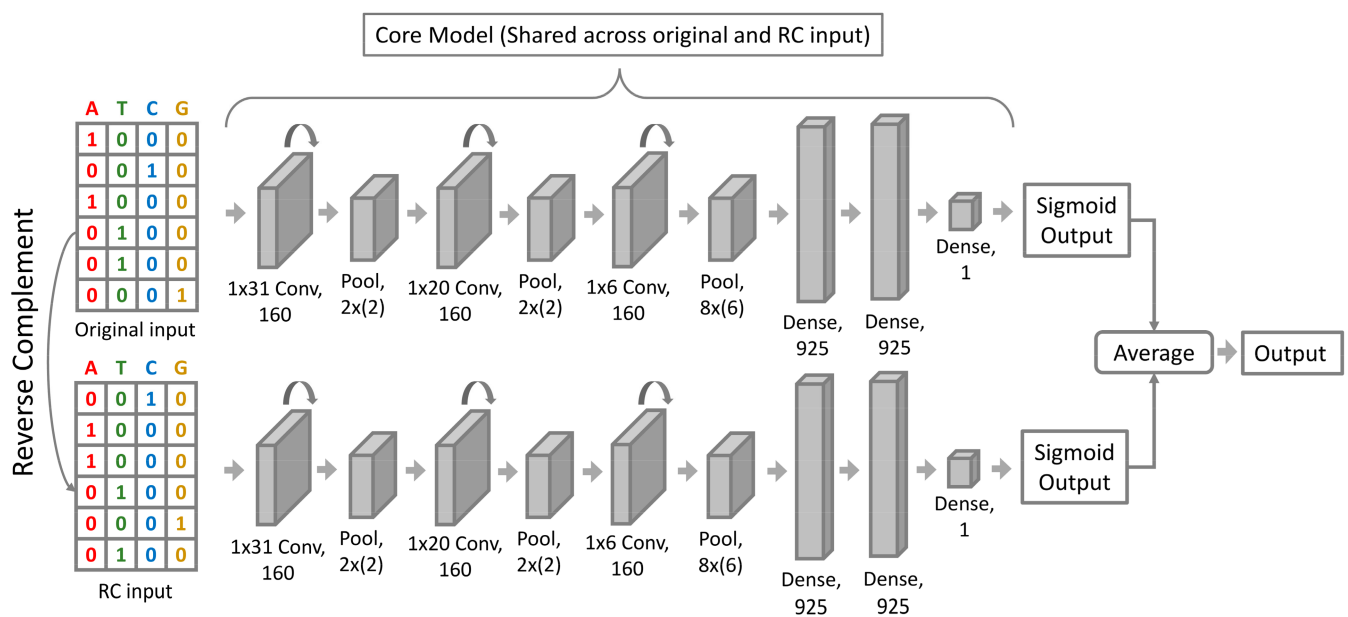 Core Model (Shared across original and RC input)
A T C G
1 0 0 0
0 0 1 0
1 0 0 0
0 1 0 0
0 1 0 0
0 0 0 1
Original input
Reverse Complement
1x31 Conv,
160
Pool,
2x(2)
1x20 Conv,
160
Pool,
2x(2)
1x6 Conv,
160
Pool,
8x(6)
Dense,
925
Dense,
925
Dense,
1
Sigmoid
Output
Average
Output
A T C G
0 0 1 0
1 0 0 0
1 0 0 0
0 1 0 0
0 0 0 1
0 1 0 0
RC input
1x31 Conv,
160
Pool,
2x(2)
1x20 Conv,
160
Pool,
2x(2)
1x6 Conv,
160
Pool,
8x(6)
Dense,
925
Dense,
925
Dense,
1
Sigmoid
Output